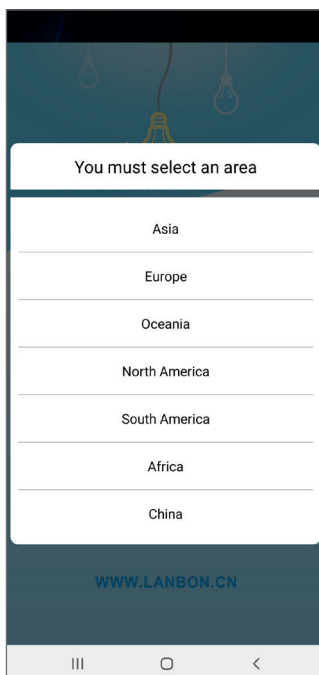 You must select an area
Asia
Europe
Oceania
North America
South America
Africa
China
WWW.LANBON.CN